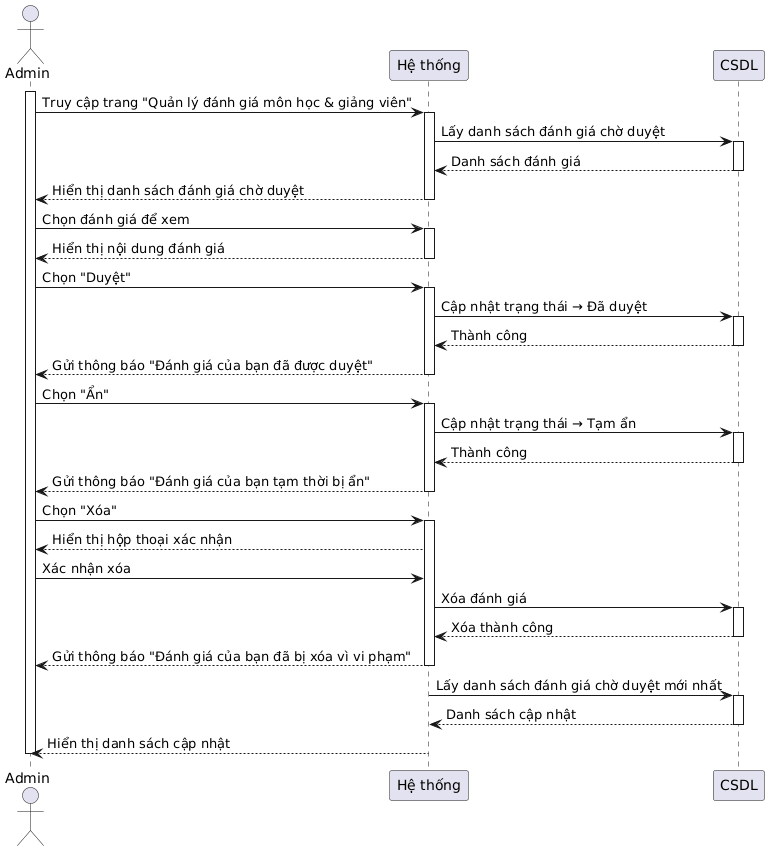 Admin
Hệ thống
CSDL
Truy cập trang "Quản lý đánh giá môn học & giảng viên"
Lấy danh sách đánh giá chờ duyệt
Danh sách đánh giá
Hiển thị danh sách đánh giá chờ duyệt
Chọn đánh giá để xem
Hiển thị nội dung đánh giá
Chọn "Duyệt"
Cập nhật trạng thái → Đã duyệt
Thành công
Gửi thông báo "Đánh giá của bạn đã được duyệt"
Chọn "Ẩn"
Cập nhật trạng thái → Tạm ẩn
Thành công
Gửi thông báo "Đánh giá của bạn tạm thời bị ẩn"
Chọn "Xóa"
Hiển thị hộp thoại xác nhận
Xác nhận xóa
Xóa đánh giá
Xóa thành công
Gửi thông báo "Đánh giá của bạn đã bị xóa vì vi phạm"
Lấy danh sách đánh giá chờ duyệt mới nhất
Danh sách cập nhật
Hiển thị danh sách cập nhật
Admin
Hệ thống
CSDL